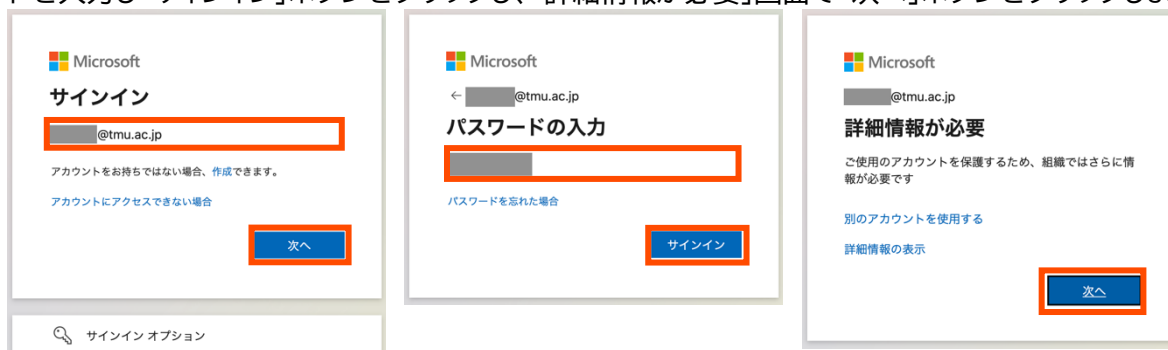 Microsoft
サインイン
@tmu.ac.jp
アカウントをお持ちではない場合、作成できます。
アカウントにアクセスできない場合
次へ
サインイン オプション
Microsoft
← @tmu.ac.jp
パスワードの入力
パスワードを忘れた場合
サインイン
Microsoft
@tmu.ac.jp
詳細情報が必要
ご使用のアカウントを保護するため、組織ではさらに情
報が必要です
別のアカウントを使用する
詳細情報の表示
次へ